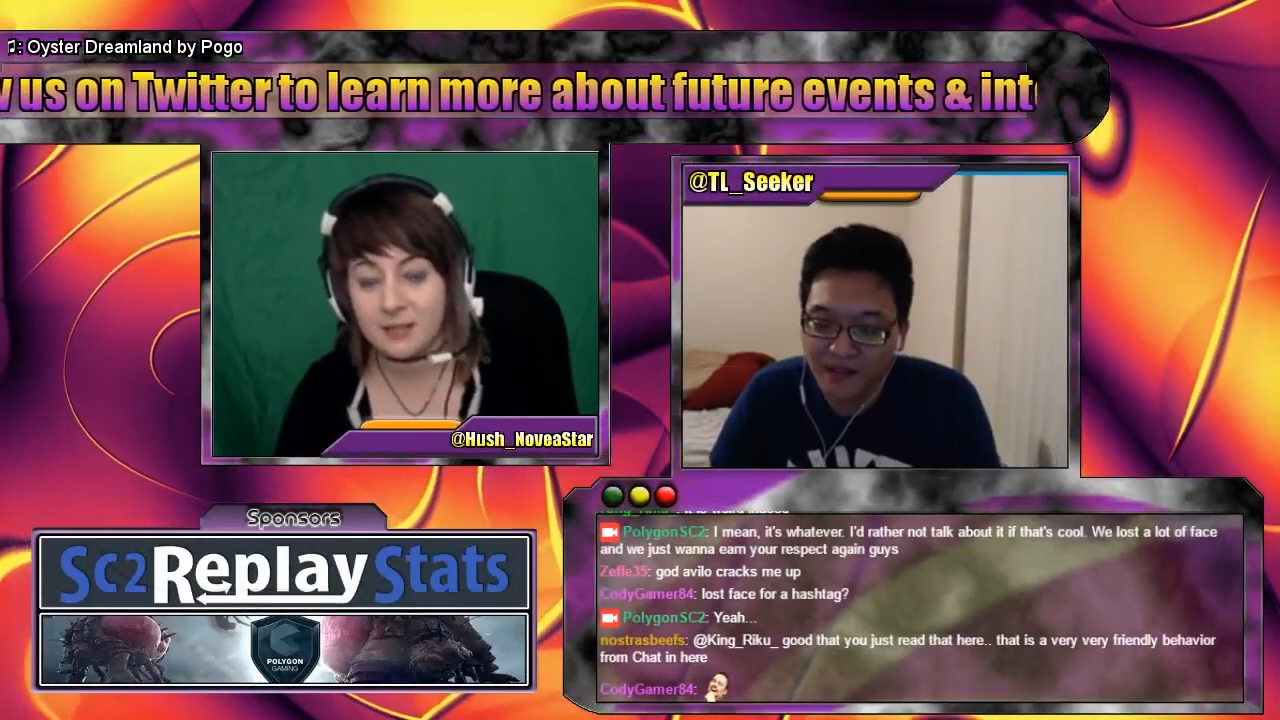 ♫: Oyster Dreamland by Pogo
us on Twitter to learn more about future events &
@TL_Seeker
@Hush_NoveaStar
Sponsors
Sc2ReplayStats
POLYGON
GAMING
PolygonSC2: I mean, it's whatever. I'd rather not talk about it if that's cool. We lost a lot of face
and we just wanna earn your respect again guys
Zeffe35: god avilo cracks me up
CodyGamer84: lost face for a hashtag?
PolygonSC2: Yeah...
nostrasbeefs: @King_Riku_ good that you just read that here.. that is a very very friendly behavior
from Chat in here
CodyGamer84: